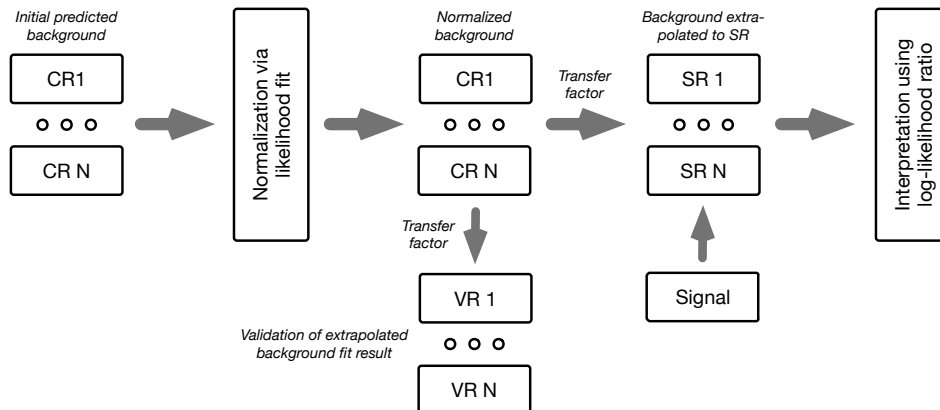 Initial predicted
background
CR1
CR N
Normalization via
likelihood fit
Normalized
background
CR1
CR N
Transfer
factor
Background extra-
polated to SR
SR 1
SR N
Interpretation using
log-likelihood ratio
Transfer
factor
VR 1
VR N
Validation of extrapolated
background fit result
Signal